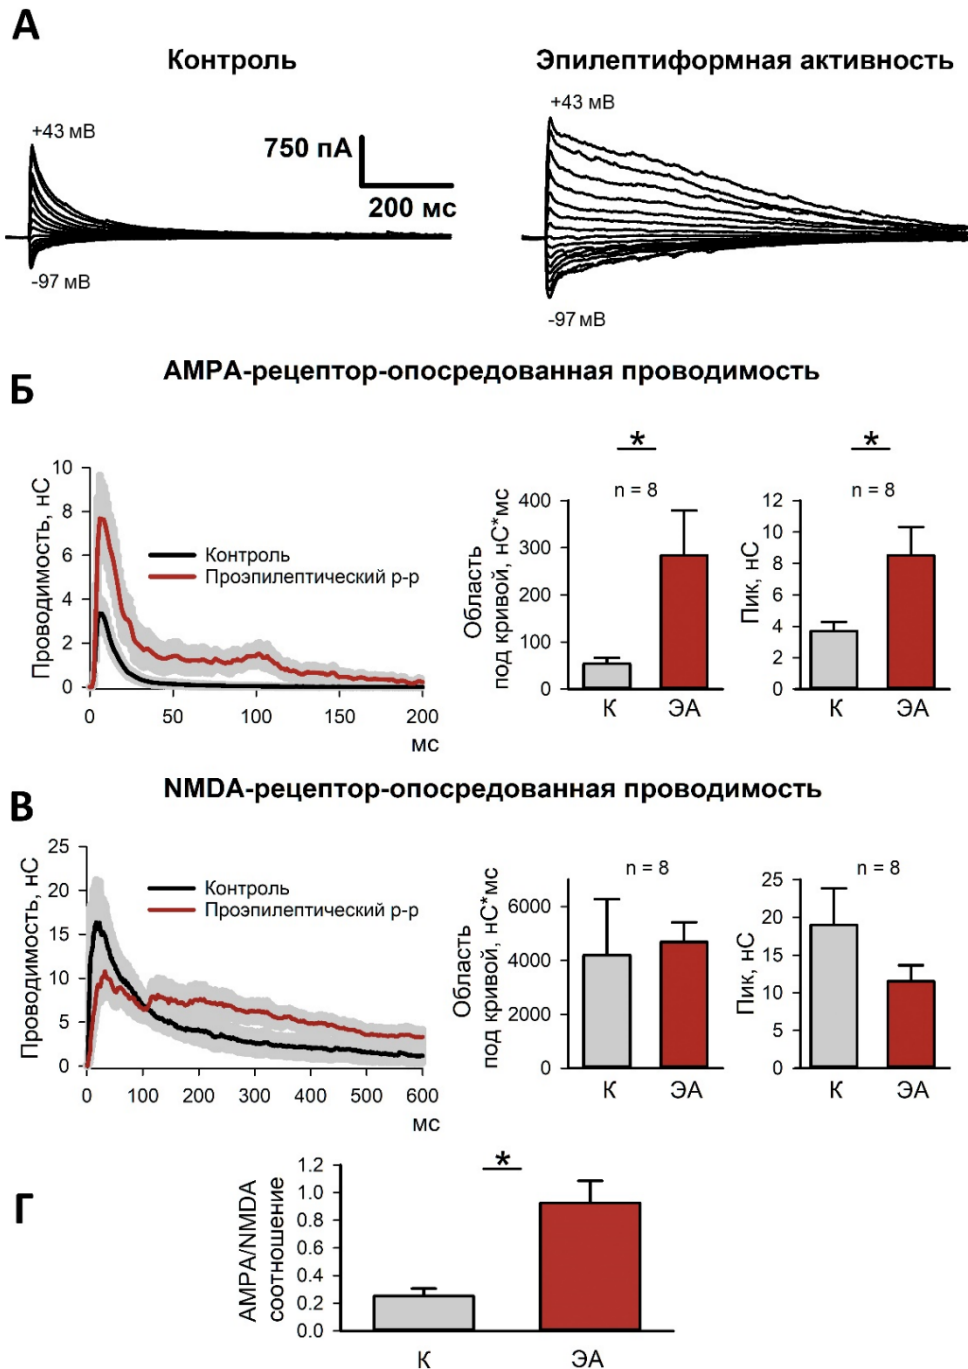 А
Контроль
Эпилептиформная активность
+43 мВ
-97 мВ
750 пА
200 мс
+43 мВ
-97 мВ
Б
AMPA-рецептор-опосредованная проводимость
Проводимость, нС
10
8
6
4
2
0
0 50 100 150 200
мс
Контроль
Проэпилептический р-р
*
n = 8
Область
под кривой, нС*мс
400
300
200
100
0
К ЭА
*
n = 8
Пик, нС
12
10
8
6
4
2
0
К ЭА
В
NMDA-рецептор-опосредованная проводимость
Проводимость, нС
25
20
15
10
5
0
0 100 200 300 400 500 600
мс
Контроль
Проэпилептический р-р
n = 8
Область
под кривой, нС*мс
6000
4000
2000
0
К ЭА
n = 8
Пик, нС
25
20
15
10
5
0
К ЭА
Г
*
AMPA/NMDA
соотношение
1.2
1.0
0.8
0.6
0.4
0.2
0.0
К ЭА